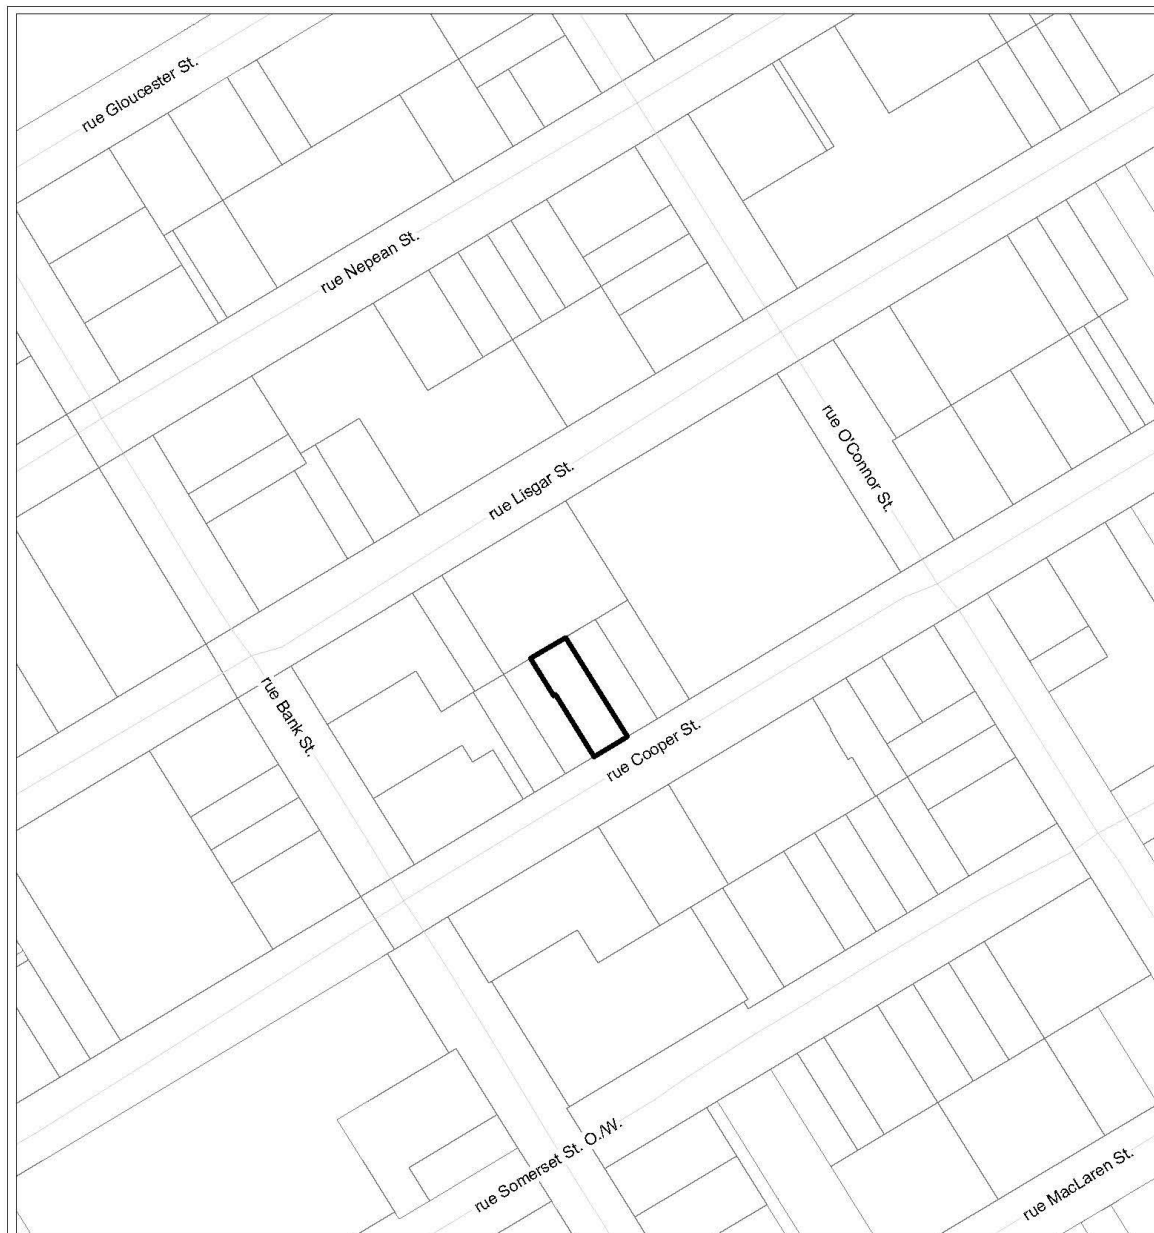 rue Gloucester St.
rue Nepean St.
rue Lisgar St.
rue O'Connor St.
rue Bank St.
rue Cooper St.
rue Somerset St. O./W.
rue MacLaren St.